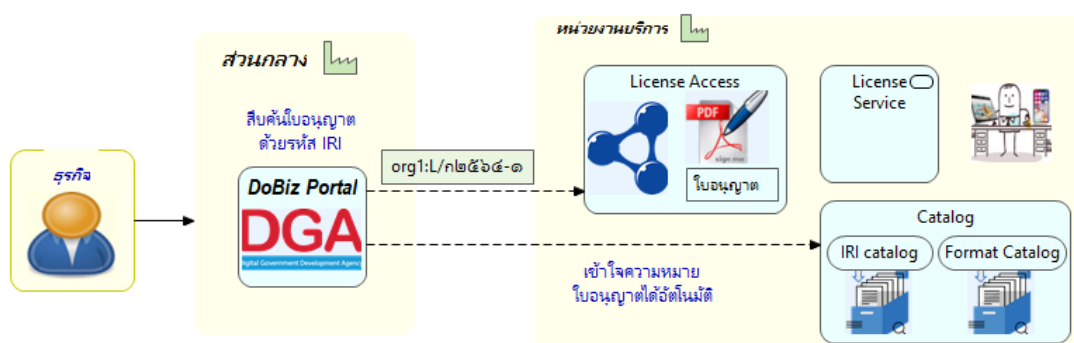 หน่วยงานบริการ
ส่วนกลาง
License Access
License
Service
PDF
sign me
ใบอนุญาต
สืบค้นใบอนุญาต
ด้วยรหัส IRI
org1:L/ก๒๕๖๔-๑
ธุรกิจ
DoBiz Portal
DGA
Digital Government Development Agency
Catalog
IRI catalog
Format Catalog
เข้าใจความหมาย
ใบอนุญาตได้อัตโนมัติ